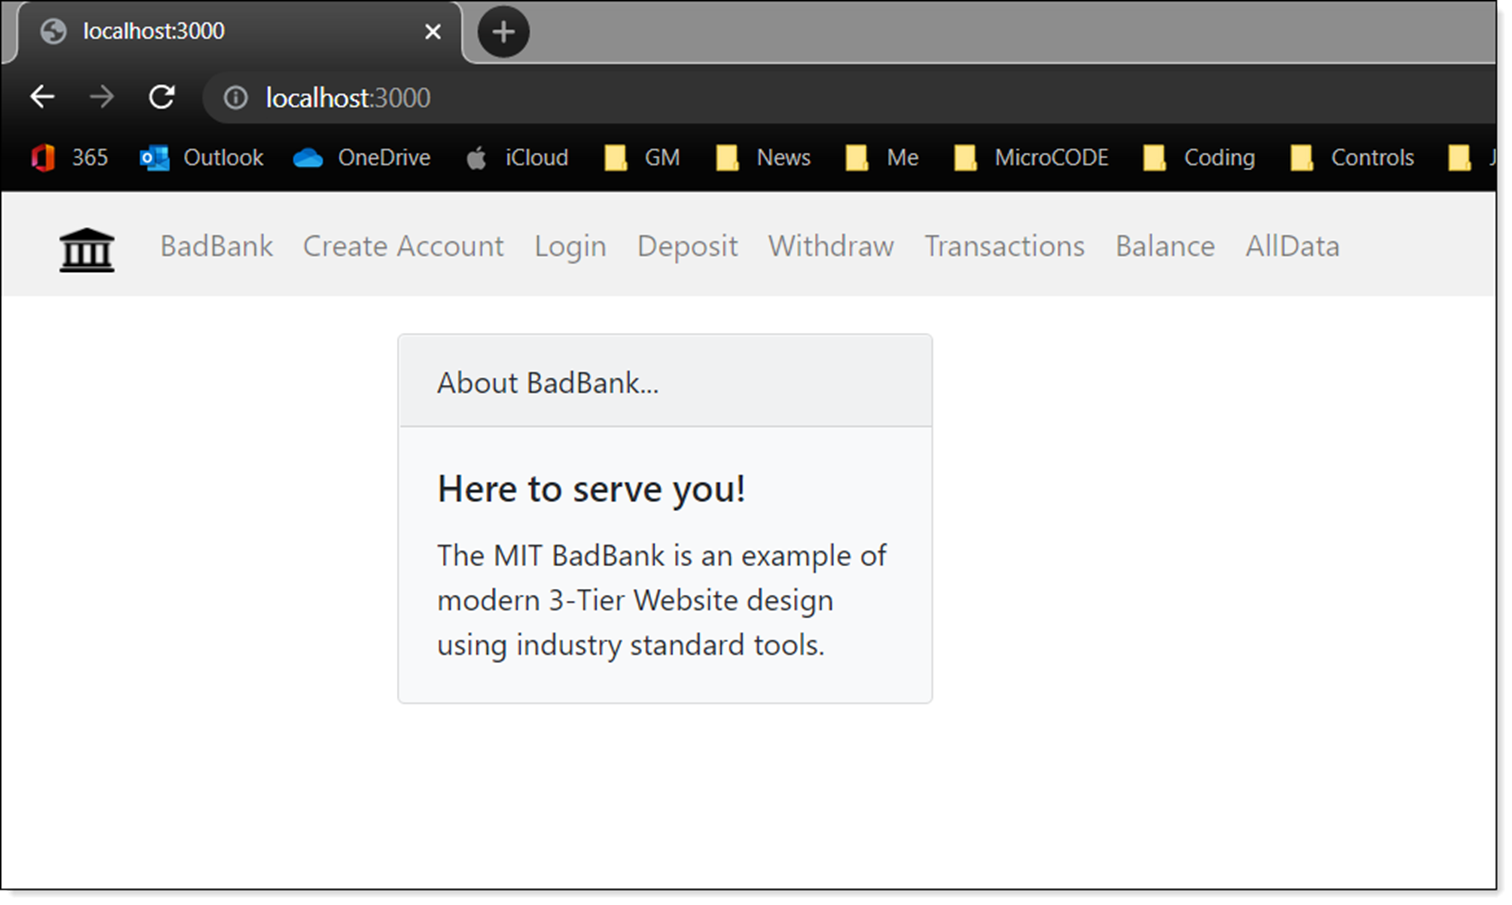 localhost:3000
localhost:3000
365 Outlook OneDrive iCloud GM News Me MicroCODE Coding Controls
BadBank Create Account Login Deposit Withdraw Transactions Balance AllData
About BadBank...
Here to serve you!
The MIT BadBank is an example of
modern 3-Tier Website design
using industry standard tools.